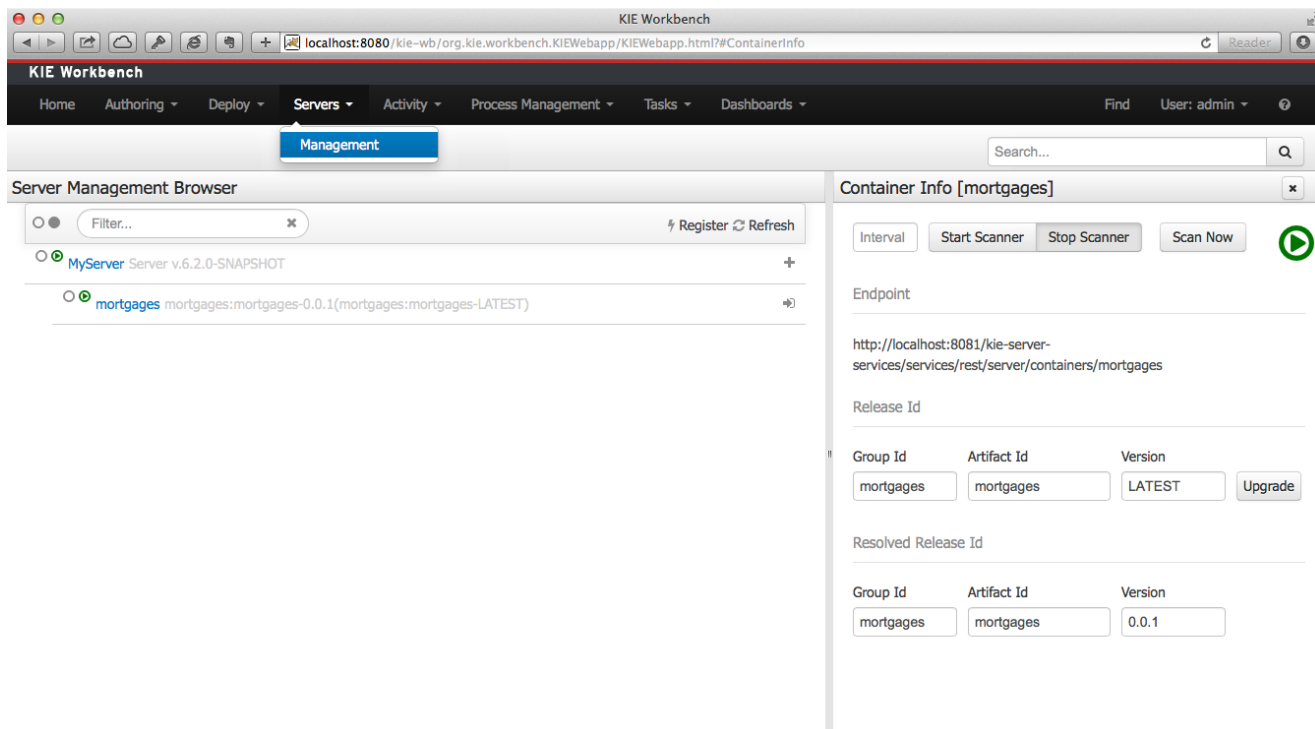 KIE Workbench
localhost:8080/kie-wb/org.kie.workbench.KIEWebapp/KIEWebapp.html?#ContainerInfo
Reader
KIE Workbench
Home Authoring Deploy Servers Activity Process Management Tasks Dashboards Find User: admin
Management
Search...
Server Management Browser
Filter...
Register Refresh
MyServer Server v.6.2.0-SNAPSHOT
mortgages mortgages:mortgages-0.0.1(mortgages:mortgages-LATEST)
Container Info [mortgages]
Interval Start Scanner Stop Scanner Scan Now
Endpoint
http://localhost:8081/kie-server-
services/services/rest/server/containers/mortgages
Release Id
Group Id Artifact Id Version
mortgages mortgages LATEST Upgrade
Resolved Release Id
Group Id Artifact Id Version
mortgages mortgages 0.0.1